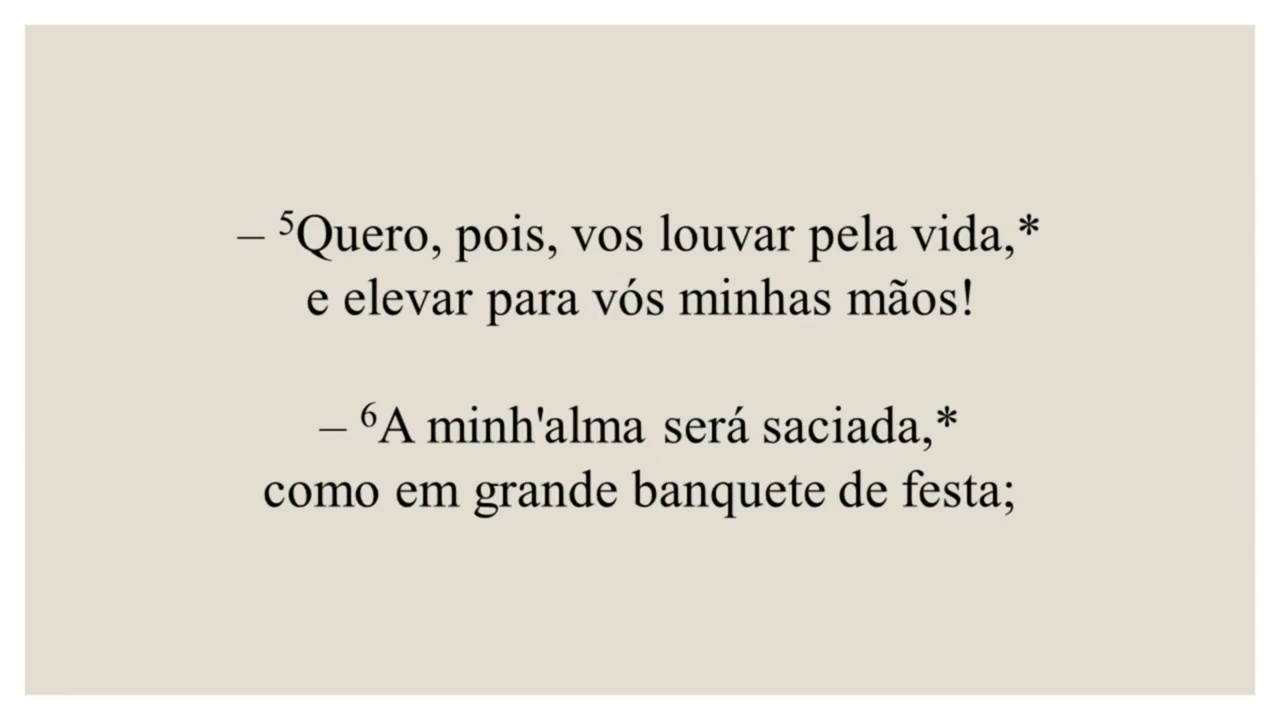 – ⁵Quero, pois, vos louvar pela vida,*
e elevar para vós minhas mãos!
– ⁶A minh'alma será saciada,*
como em grande banquete de festa;